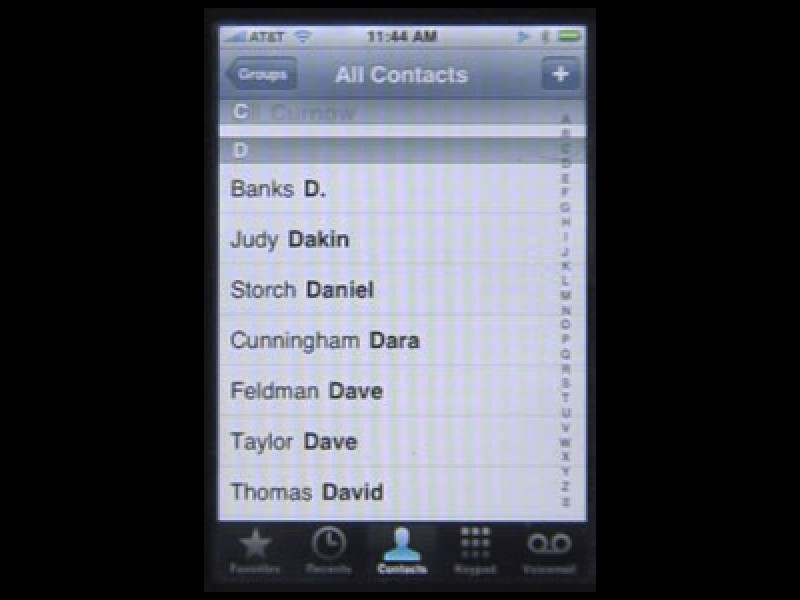 AT&T 11:44 AM
Groups All Contacts +
C
Curnow
D
Banks D.
Judy Dakin
Storch Daniel
Cunningham Dara
Feldman Dave
Taylor Dave
Thomas David
A
B
C
D
E
F
G
H
I
J
K
L
M
N
O
P
Q
R
S
T
U
V
W
X
Y
Z
#
Favorites Recents Contacts Keypad Voicemail